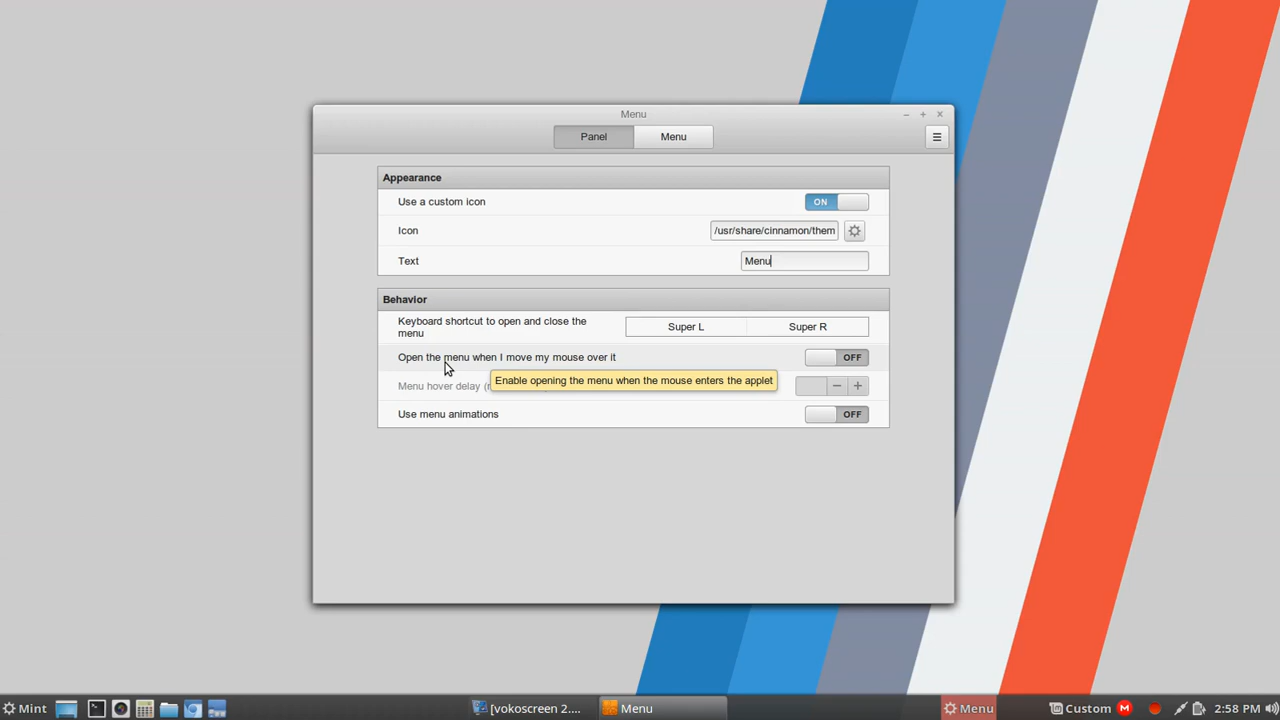 Menu
Panel
Menu
Appearance
Use a custom icon
ON
Icon
/usr/share/cinnamon/them
Text
Menu
Behavior
Keyboard shortcut to open and close the
menu
Super L
Super R
Open the menu when I move my mouse over it
OFF
Enable opening the menu when the mouse enters the applet
Menu hover delay (
Use menu animations
OFF
Mint
[vokoscreen 2....
Menu
Menu
Custom
M
2:58 PM